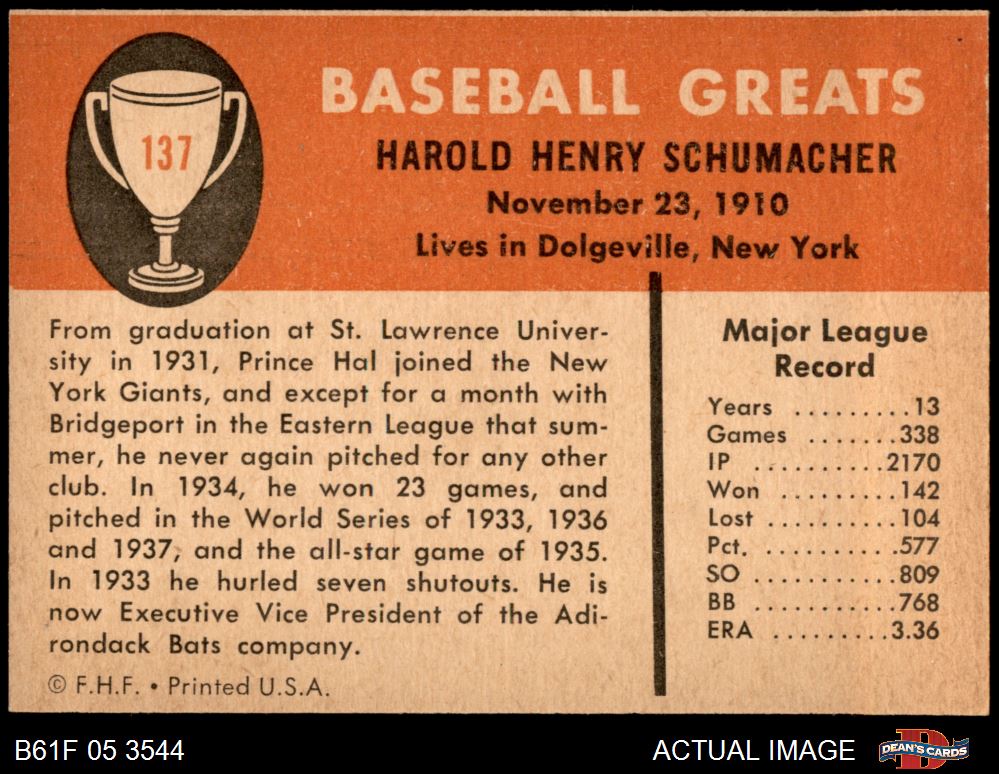 137
BASEBALL GREATS
HAROLD HENRY SCHUMACHER
November 23, 1910
Lives in Dolgeville, New York
From graduation at St. Lawrence Univer-
sity in 1931, Prince Hal joined the New
York Giants, and except for a month with
Bridgeport in the Eastern League that sum-
mer, he never again pitched for any other
club. In 1934, he won 23 games, and
pitched in the World Series of 1933, 1936
and 1937, and the all-star game of 1935.
In 1933 he hurled seven shutouts. He is
now Executive Vice President of the Adi-
rondack Bats company.
© F.H.F. • Printed U.S.A.
Major League
Record
Years .........13
Games .......338
IP ..........2170
Won .........142
Lost ..........104
Pct. ..........577
SO ...........809
BB ...........768
ERA .........3.36
B61F 05 3544
ACTUAL IMAGE
D
DEAN'S CARDS